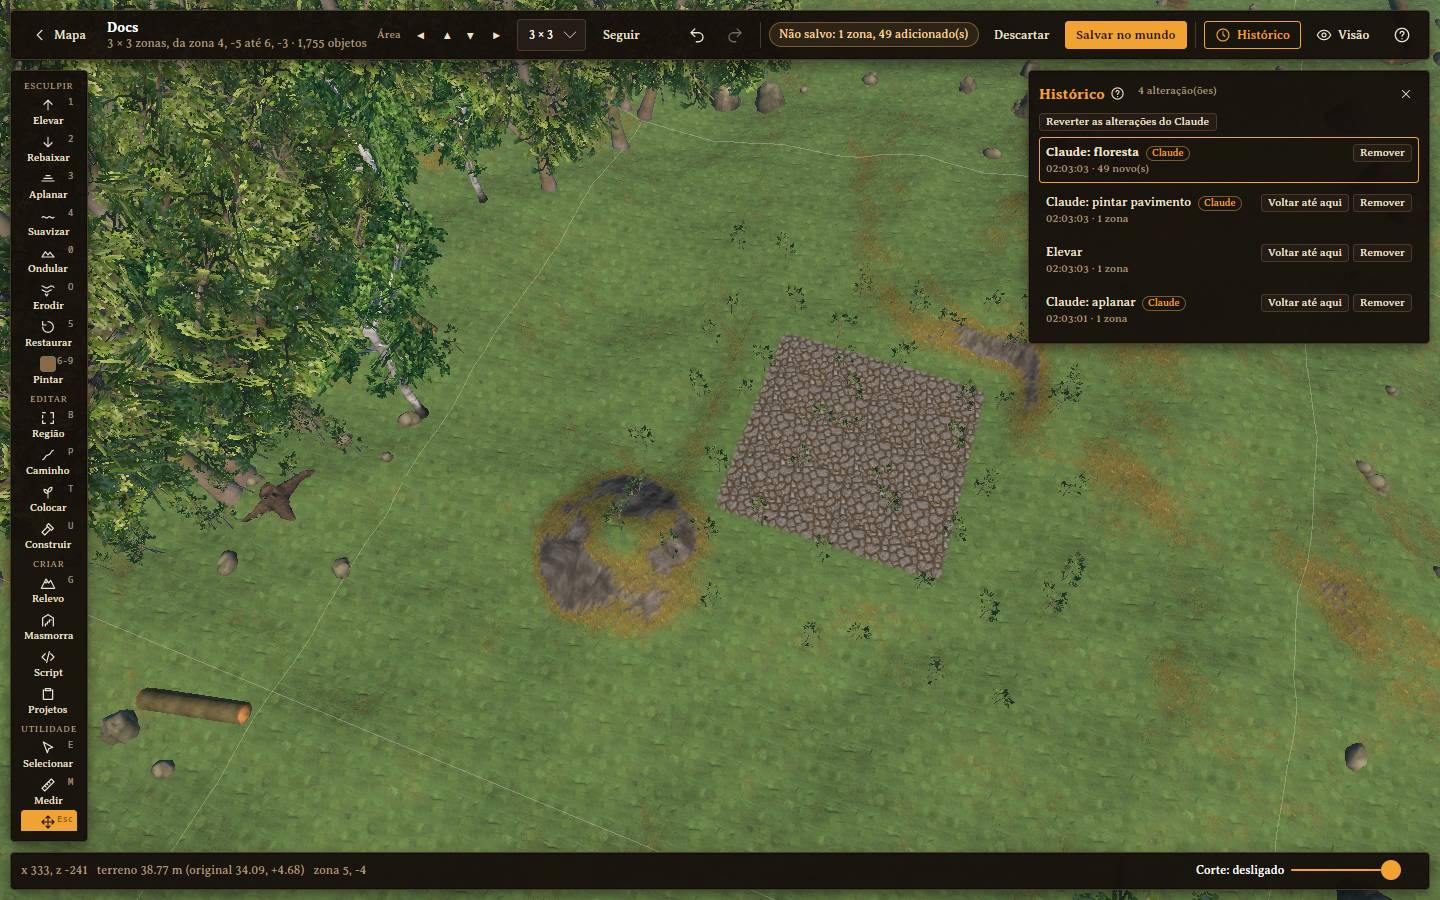 Mapa
Docs
3 × 3 zonas, da zona 4, -5 até 6, -3 · 1,755 objetos
Área
3 × 3
Seguir
Não salvo: 1 zona, 49 adicionado(s)
Descartar
Salvar no mundo
Histórico
Visão
ESCULPIR
1
Elevar
2
Rebaixar
3
Aplanar
4
Suavizar
0
Ondular
O
Erodir
5
Restaurar
6-9
Pintar
EDITAR
B
Região
P
Caminho
T
Colocar
U
Construir
CRIAR
G
Relevo
Masmorra
Script
Projetos
UTILIDADE
E
Selecionar
M
Medir
Esc
Histórico
4 alteração(ões)
Reverter as alterações do Claude
Claude: floresta Claude
Remover
02:03:03 · 49 novo(s)
Claude: pintar pavimento Claude
Voltar até aqui Remover
02:03:03 · 1 zona
Elevar
Voltar até aqui Remover
02:03:03 · 1 zona
Claude: aplanar Claude
Voltar até aqui Remover
02:03:01 · 1 zona
x 333, z -241 terreno 38.77 m (original 34.09, +4.68) zona 5, -4
Corte: desligado